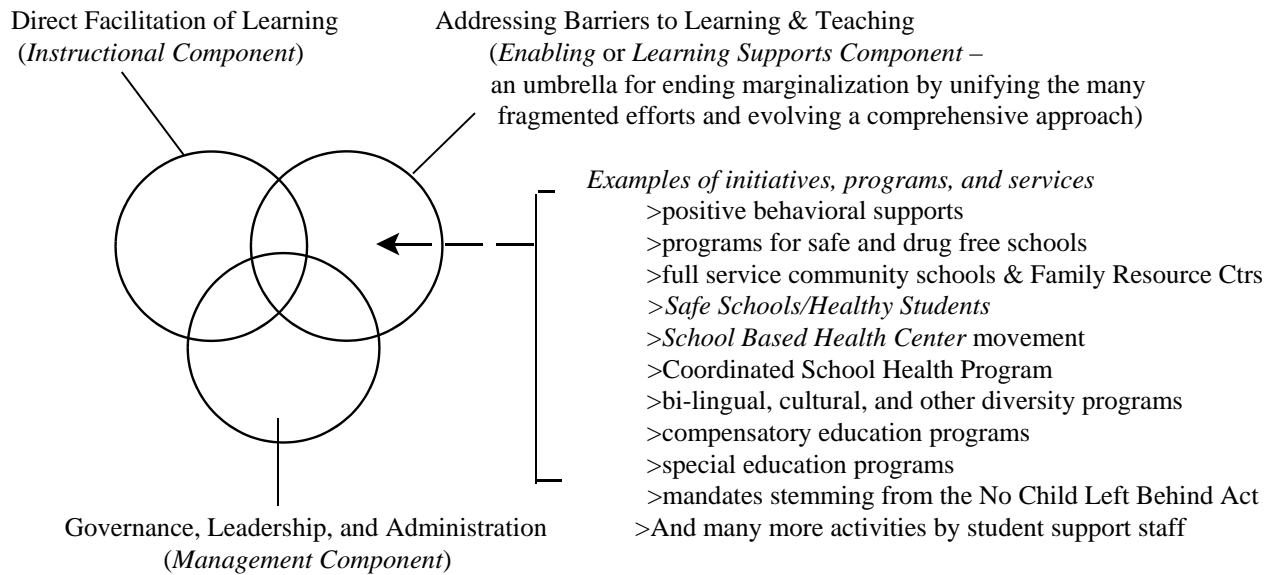 Direct Facilitation of Learning
(Instructional Component)
Addressing Barriers to Learning & Teaching
(Enabling or Learning Supports Component –
an umbrella for ending marginalization by unifying the many
fragmented efforts and evolving a comprehensive approach)
Examples of initiatives, programs, and services
>positive behavioral supports
>programs for safe and drug free schools
>full service community schools & Family Resource Ctrs
>Safe Schools/Healthy Students
>School Based Health Center movement
>Coordinated School Health Program
>bi-lingual, cultural, and other diversity programs
>compensatory education programs
>special education programs
>mandates stemming from the No Child Left Behind Act
>And many more activities by student support staff
Governance, Leadership, and Administration
(Management Component)